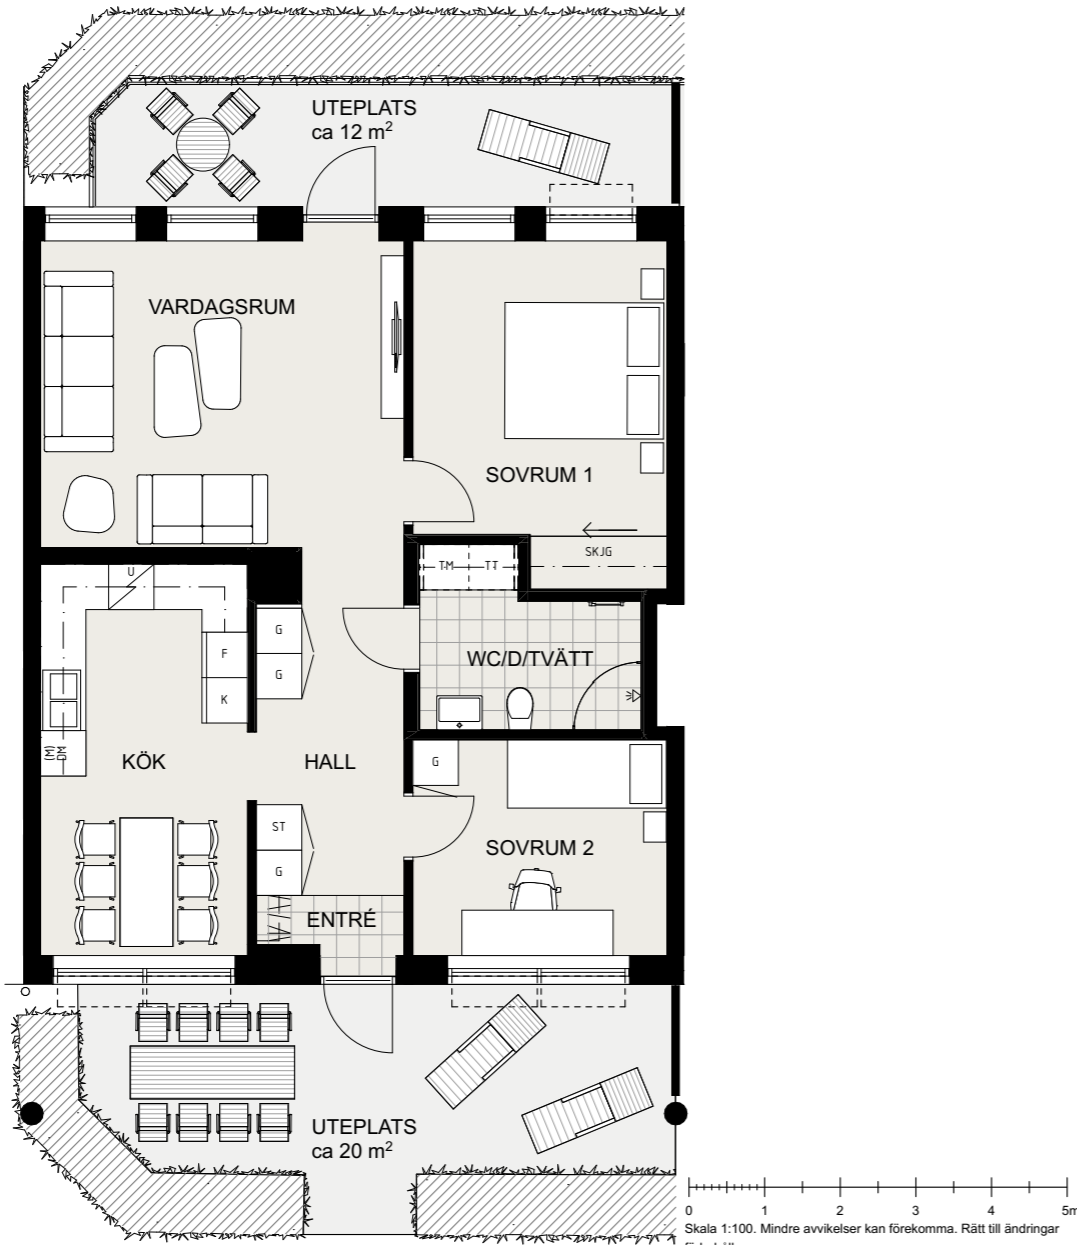 UTEPLATS
ca 12 m²
VARDAGSRUM
SOVRUM 1
SKJG
TM TT
U
G
F
G
K
WC/D/TVÄTT
(M)
DM
KÖK
HALL
G
ST
SOVRUM 2
G
ENTRÉ
UTEPLATS
ca 20 m²
0 1 2 3 4 5m
Skala 1:100. Mindre avvikelser kan förekomma. Rätt till ändringar